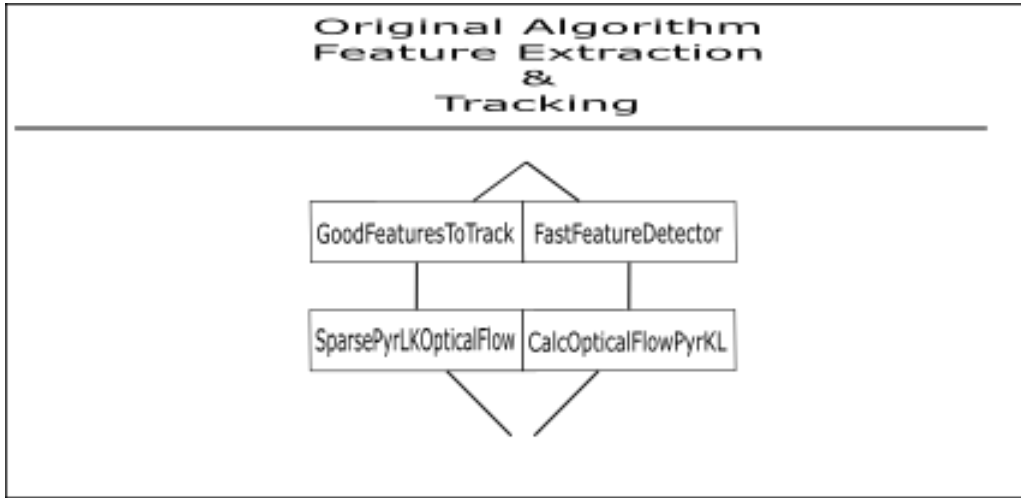 Original Algorithm
Feature Extraction
&
Tracking
GoodFeaturesToTrack
FastFeatureDetector
SparsePyrLKOpticalFlow
CalcOpticalFlowPyrKL